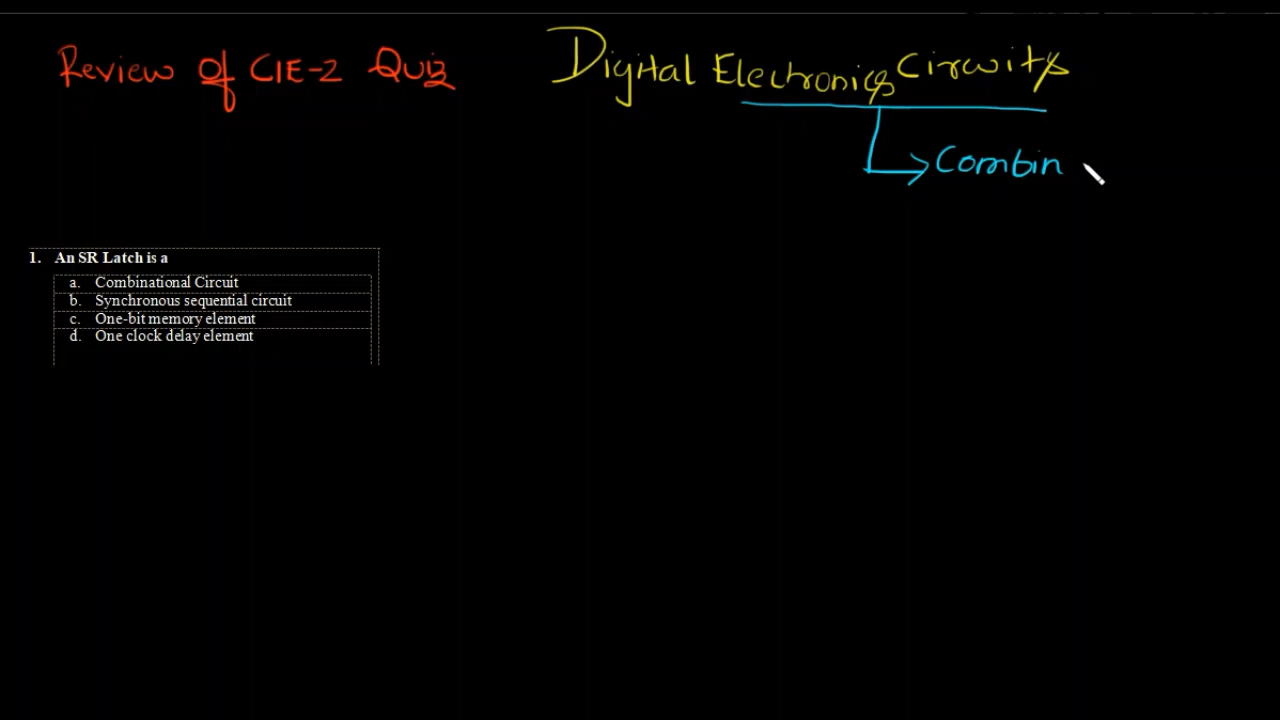 Review Of CIE-2 Quiz
Digital Electronics Circuits
Combin
1. An SR Latch is a
a. Combinational Circuit
b. Synchronous sequential circuit
c. One-bit memory element
d. One clock delay element